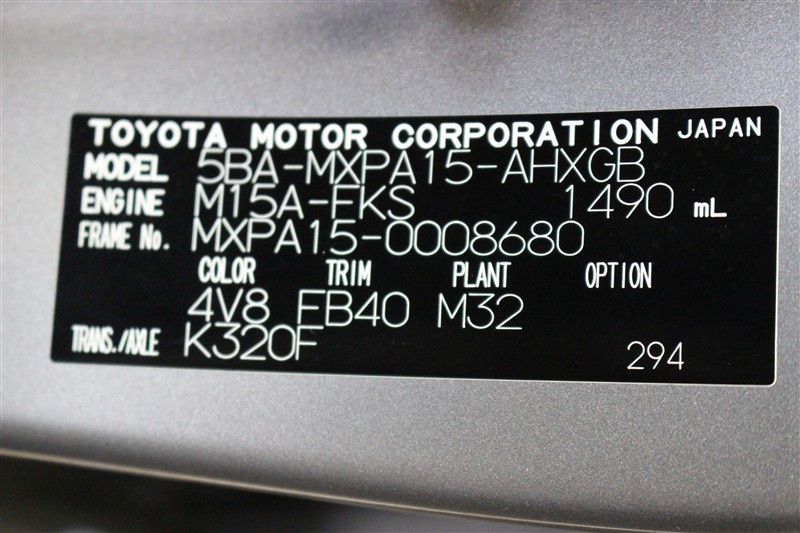 TOYOTA MOTOR CORPORATION JAPAN
MODEL 5BA-MXPA15-AHXGB
ENGINE M15A-FKS 1490 mL
FRAME No. MXPA15-0008680
COLOR TRIM PLANT OPTION
4V8 FB40 M32
TRANS./AXLE K320F
294